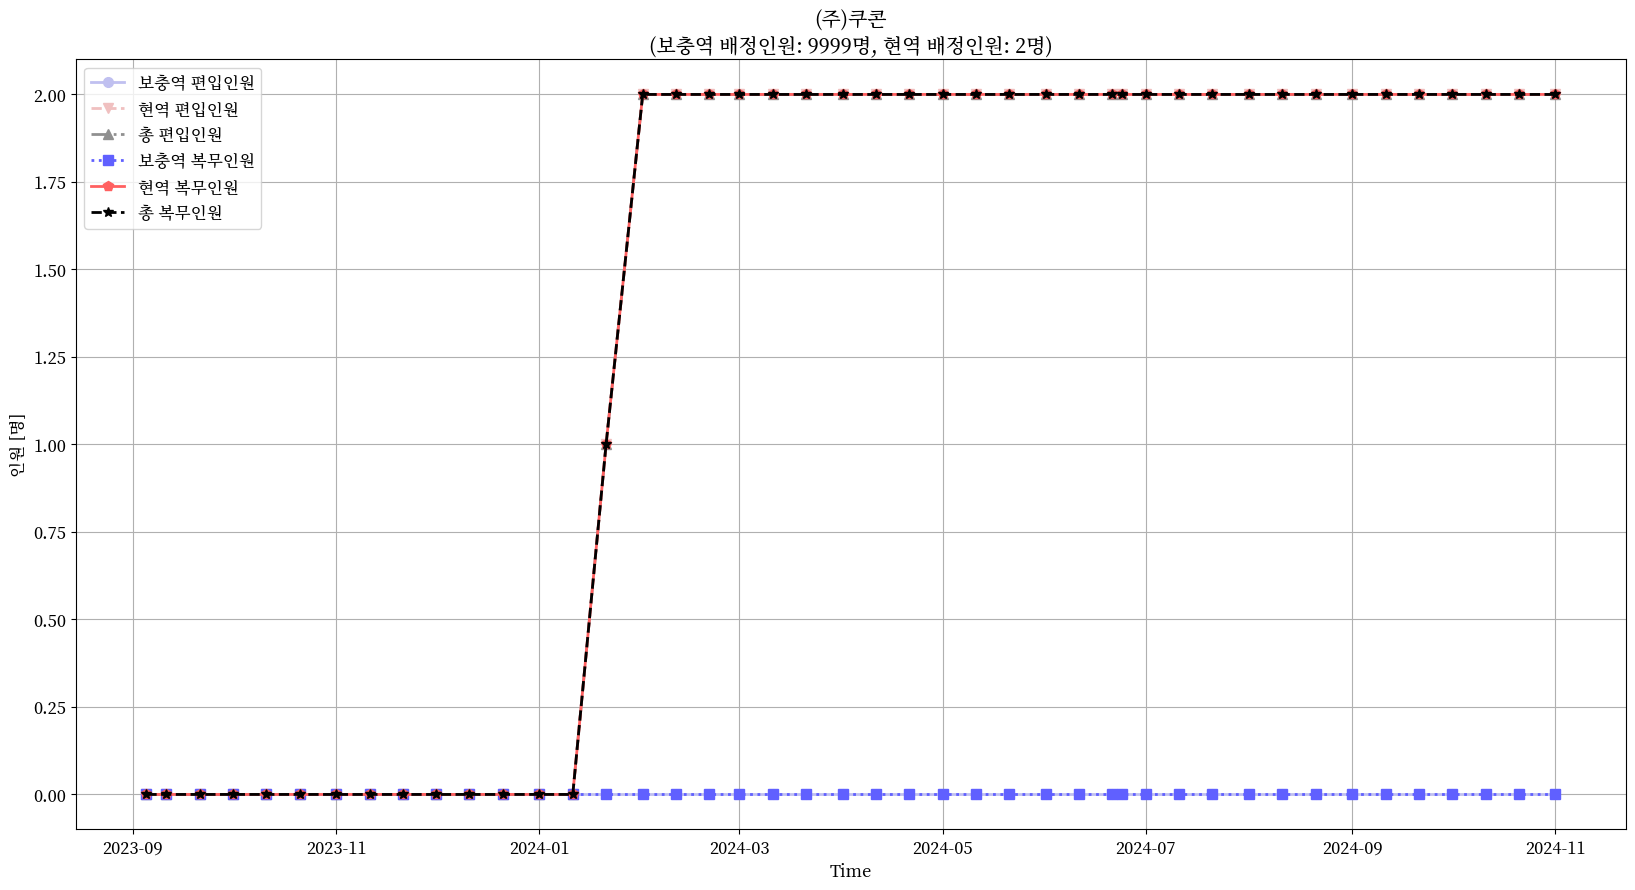 (주)쿠콘
(보충역 배정인원: 9999명, 현역 배정인원: 2명)
보충역 편입인원
현역 편입인원
총 편입인원
보충역 복무인원
현역 복무인원
총 복무인원
2.00
1.75
1.50
1.25
1.00
0.75
0.50
0.25
0.00
인원 [명]
2023-09 2023-11 2024-01 2024-03 2024-05 2024-07 2024-09 2024-11
Time